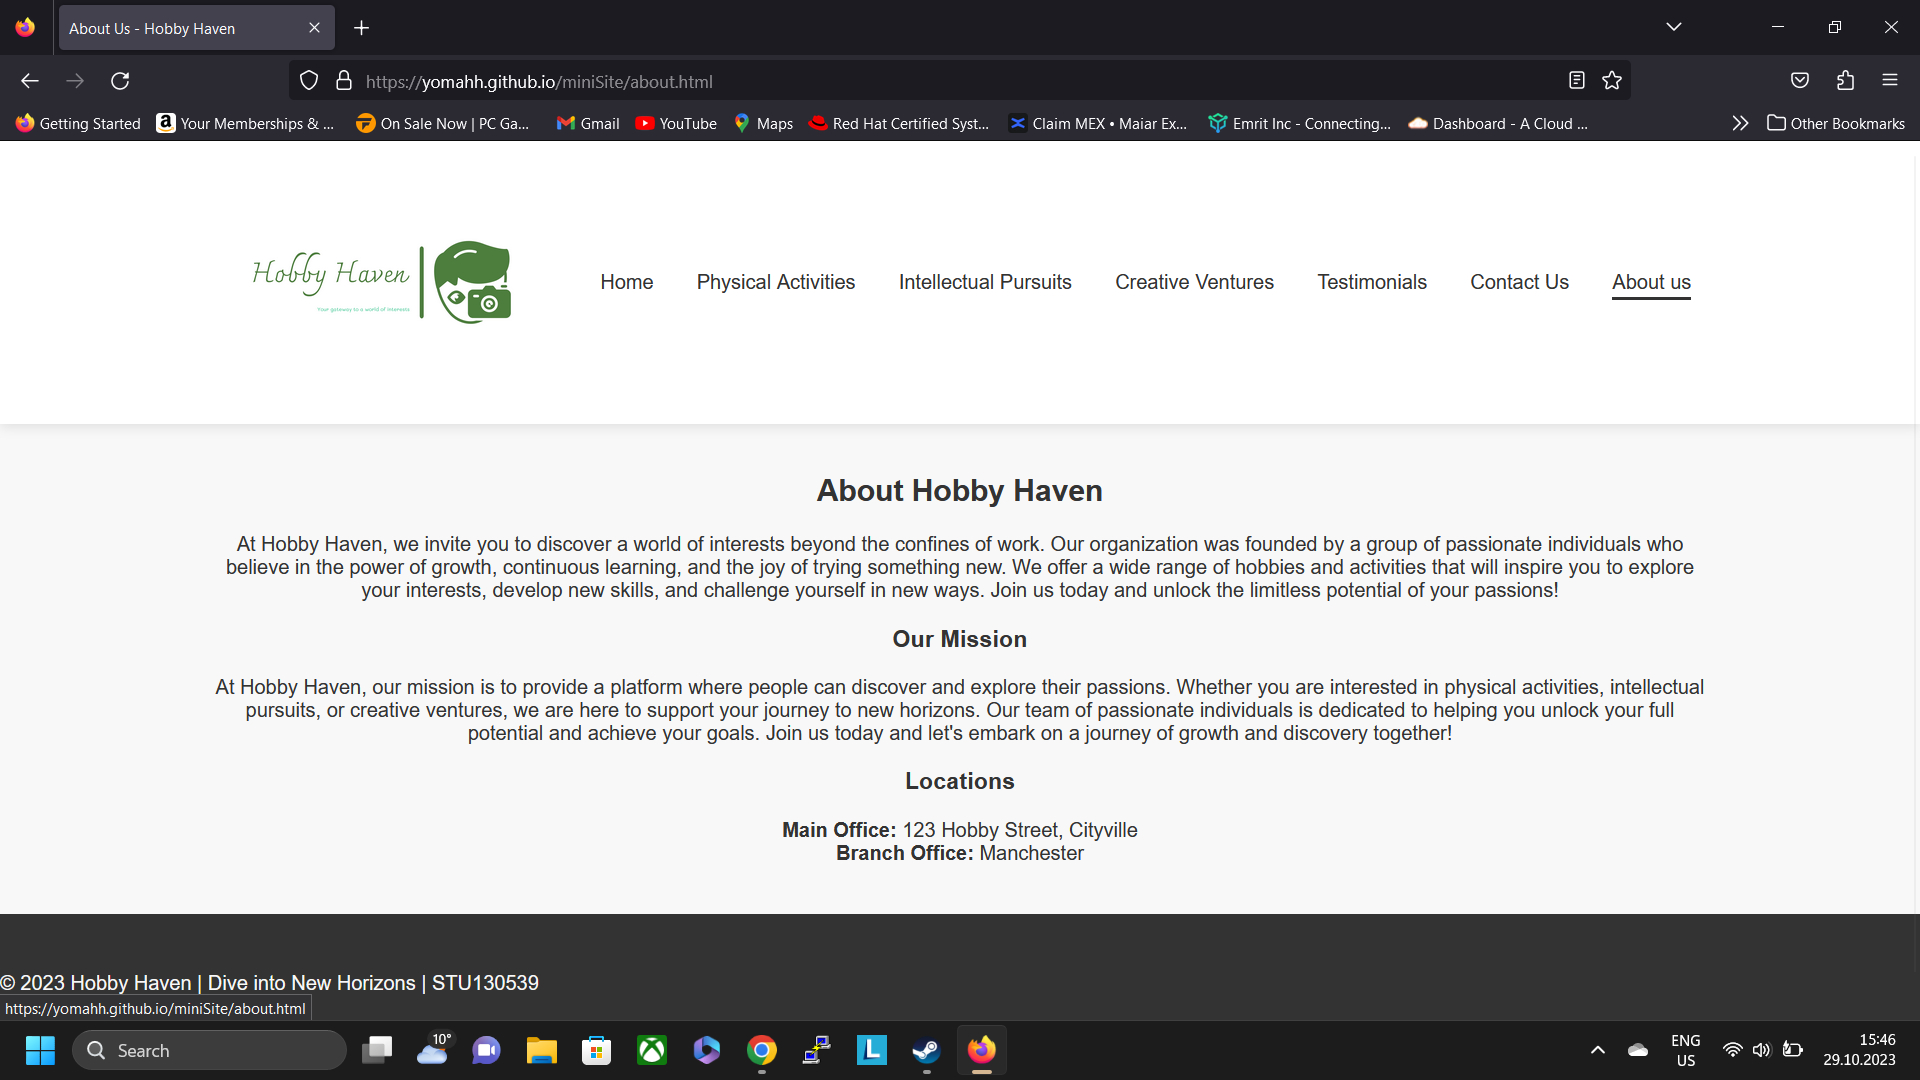 About Us - Hobby Haven
https://yomahh.github.io/miniSite/about.html
Getting Started
Your Memberships & ...
On Sale Now | PC Ga...
Gmail
YouTube
Maps
Red Hat Certified Syst...
Claim MEX • Maiar Ex...
Emrit Inc - Connecting...
Dashboard - A Cloud ...
Other Bookmarks
Hobby Haven
Your gateway to a world of interests
Home
Physical Activities
Intellectual Pursuits
Creative Ventures
Testimonials
Contact Us
About us
About Hobby Haven
At Hobby Haven, we invite you to discover a world of interests beyond the confines of work. Our organization was founded by a group of passionate individuals who
believe in the power of growth, continuous learning, and the joy of trying something new. We offer a wide range of hobbies and activities that will inspire you to explore
your interests, develop new skills, and challenge yourself in new ways. Join us today and unlock the limitless potential of your passions!
Our Mission
At Hobby Haven, our mission is to provide a platform where people can discover and explore their passions. Whether you are interested in physical activities, intellectual
pursuits, or creative ventures, we are here to support your journey to new horizons. Our team of passionate individuals is dedicated to helping you unlock your full
potential and achieve your goals. Join us today and let's embark on a journey of growth and discovery together!
Locations
Main Office: 123 Hobby Street, Cityville
Branch Office: Manchester
© 2023 Hobby Haven | Dive into New Horizons | STU130539
https://yomahh.github.io/miniSite/about.html
Search
10°
L
ENG
US
15:46
29.10.2023